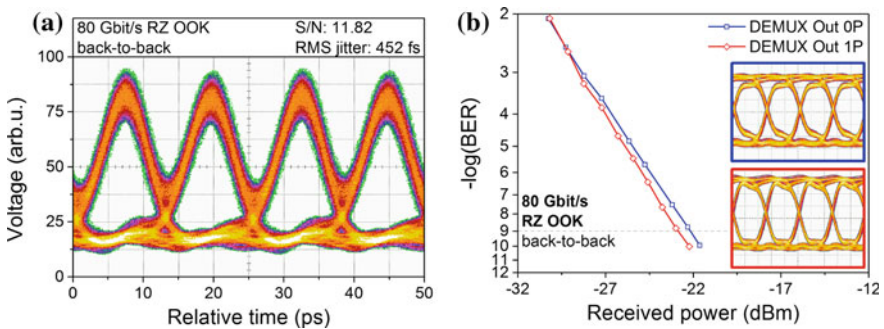 (a)
80 Gbit/s RZ OOK S/N: 11.82
back-to-back RMS jitter: 452 fs
100
75
50
25
0
Voltage (arb.u.)
0 10 20 30 40 50
Relative time (ps)
(b)
2
3
4
5
6
7
8
9
10
11
12
-log(BER)
DEMUX Out 0P
DEMUX Out 1P
80 Gbit/s
RZ OOK
back-to-back
-32 -27 -22 -17 -12
Received power (dBm)